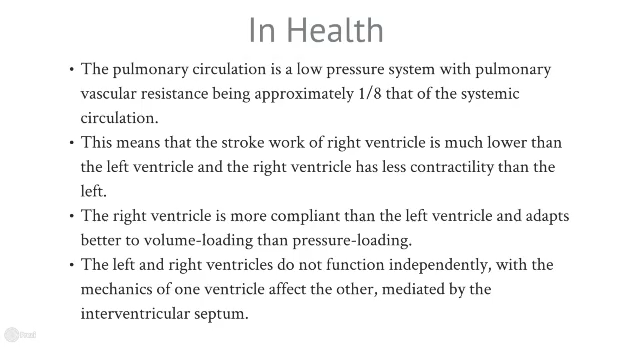 In Health
• The pulmonary circulation is a low pressure system with pulmonary
vascular resistance being approximately 1/8 that of the systemic
circulation.
• This means that the stroke work of right ventricle is much lower than
the left ventricle and the right ventricle has less contractility than the
left.
• The right ventricle is more compliant than the left ventricle and adapts
better to volume-loading than pressure-loading.
• The left and right ventricles do not function independently, with the
mechanics of one ventricle affect the other, mediated by the
interventricular septum.